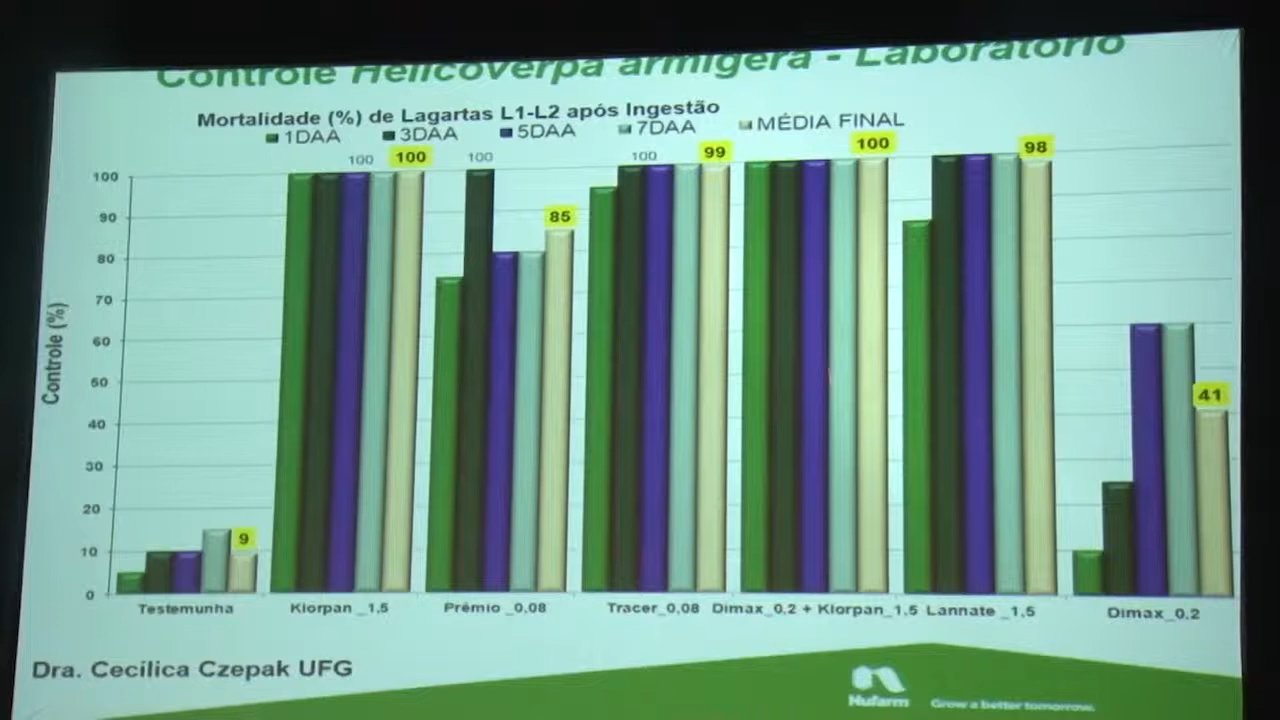 Controle Helicoverpa armigera - Laboratório
Mortalidade (%) de Lagartas L1-L2 após Ingestão
1DAA 3DAA 5DAA 7DAA MÉDIA FINAL
100 100 100 100 99 100 98
100
90
85
80
70
60
50
41
40
30
20
9
10
0
Controle (%)
Testemunha Klorpan _1,5 Prêmio _0,08 Tracer_0,08 Dimax_0,2 + Klorpan_1,5 Lannate _1,5 Dimax_0,2
Dra. Cecílica Czepak UFG
Nufarm
Grow a better tomorrow.